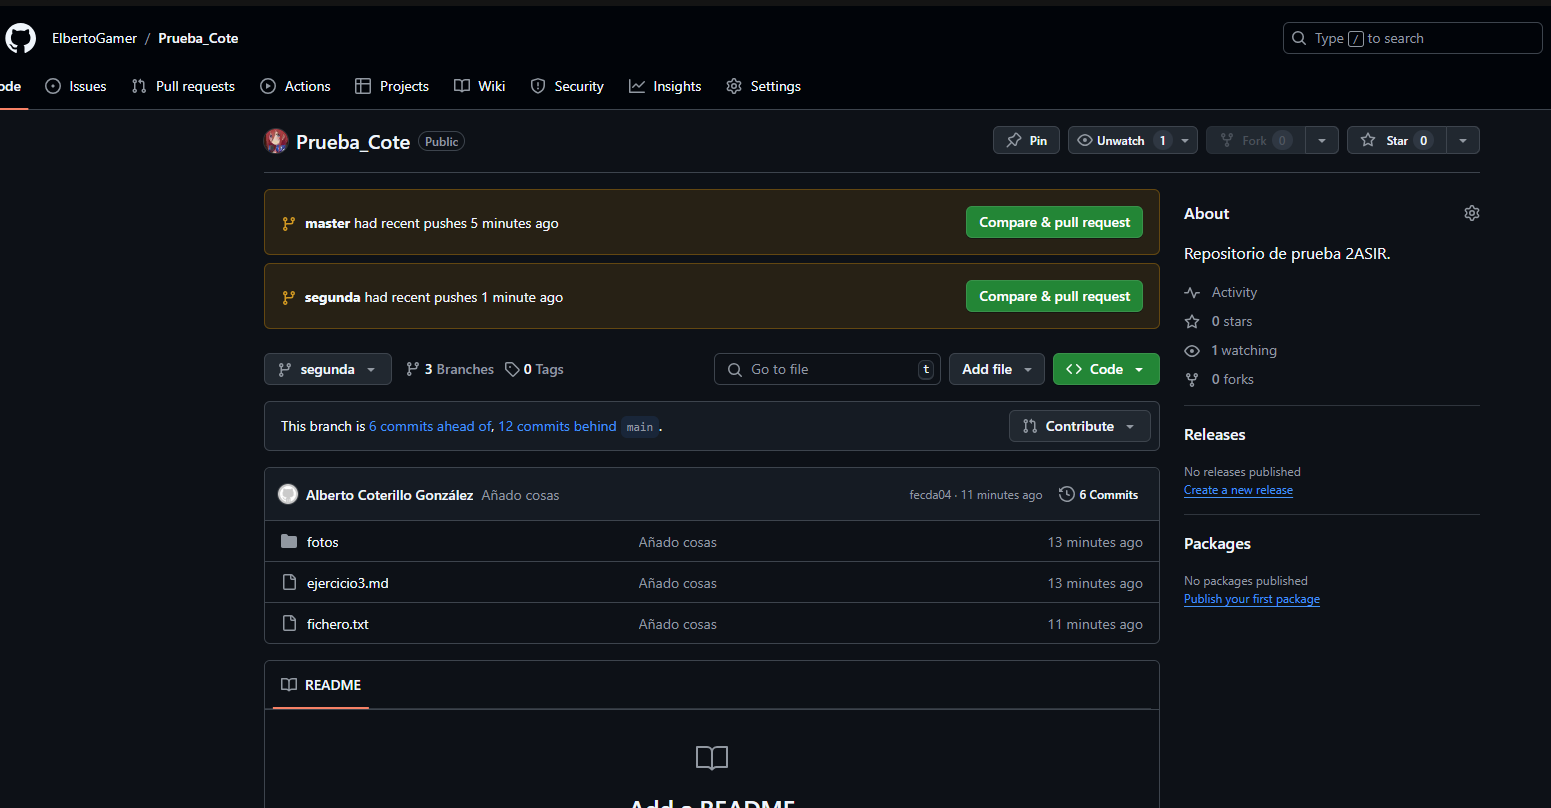 ElbertoGamer / Prueba_Cote
Type / to search
ode Issues Pull requests Actions Projects Wiki Security Insights Settings
Prueba_Cote Public
Pin Unwatch 1 Fork 0 Star 0
master had recent pushes 5 minutes ago
Compare & pull request
segunda had recent pushes 1 minute ago
Compare & pull request
segunda 3 Branches 0 Tags
Go to file t Add file <> Code
This branch is 6 commits ahead of, 12 commits behind main .
Contribute
Alberto Coterillo González Añado cosas fecda04 · 11 minutes ago 6 Commits
fotos Añado cosas 13 minutes ago
ejercicio3.md Añado cosas 13 minutes ago
fichero.txt Añado cosas 11 minutes ago
README
Add a README
About
Repositorio de prueba 2ASIR.
Activity
0 stars
1 watching
0 forks
Releases
No releases published
Create a new release
Packages
No packages published
Publish your first package